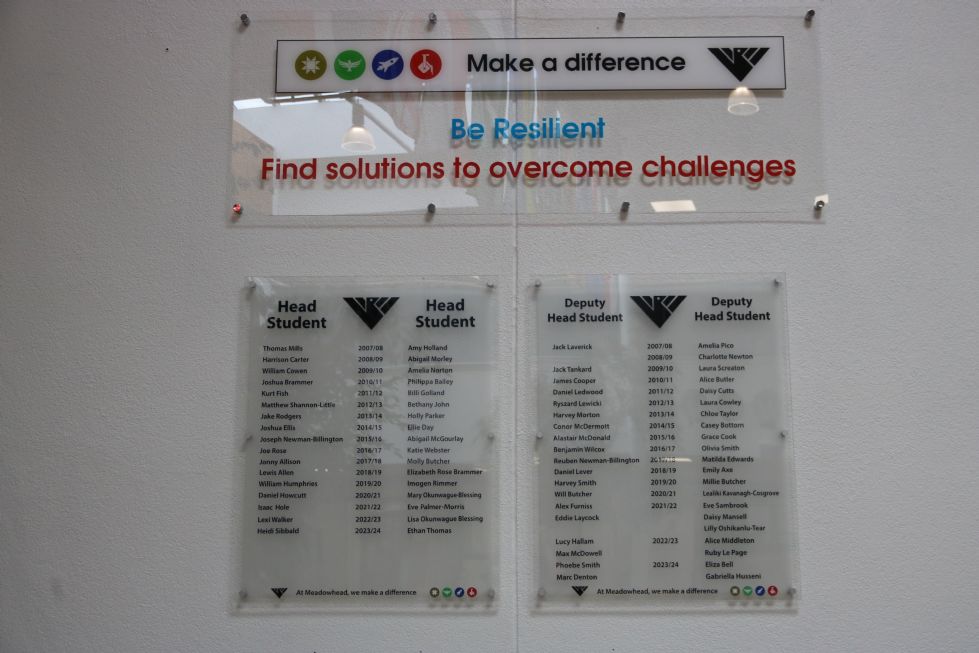 Make a difference
Be Resilient
Find solutions to overcome challenges
Head Student Head Student
Thomas Mills 2007/08 Amy Holland
Harrison Carter 2008/09 Abigail Morley
William Cowen 2009/10 Amelia Norton
Joshua Brammer 2010/11 Philippa Bailey
Kurt Fish 2011/12 Billi Golland
Matthew Shannon-Little 2012/13 Bethany John
Jake Rodgers 2013/14 Holly Parker
Joshua Ellis 2014/15 Ellie Day
Joseph Newman-Billington 2015/16 Abigail McGourlay
Joe Rose 2016/17 Katie Webster
Jonny Allison 2017/18 Molly Butcher
Lewis Allen 2018/19 Elizabeth Rose Brammer
William Humphries 2019/20 Imogen Rimmer
Daniel Howcutt 2020/21 Mary Okunwague-Blessing
Isaac Hole 2021/22 Eve Palmer-Morris
Lexi Walker 2022/23 Lisa Okunwague Blessing
Heidi Sibbald 2023/24 Ethan Thomas
At Meadowhead, we make a difference
Deputy Head Student Deputy Head Student
Jack Laverick 2007/08 Amelia Pico
2008/09 Charlotte Newton
Jack Tankard 2009/10 Laura Screaton
James Cooper 2010/11 Alice Butler
Daniel Ledwood 2011/12 Daisy Cutts
Ryszard Lewicki 2012/13 Laura Cowley
Harvey Morton 2013/14 Chloe Taylor
Conor McDermott 2014/15 Casey Bottom
Alastair McDonald 2015/16 Grace Cook
Benjamin Wilcox 2016/17 Olivia Smith
Reuben Newman-Billington 2017/18 Matilda Edwards
Daniel Lever 2018/19 Emily Axe
Harvey Smith 2019/20 Millie Butcher
Will Butcher 2020/21 Lealiki Kavanagh-Cosgrove
Alex Furniss 2021/22 Eve Sambrook
Eddie Laycock Daisy Mansell
Lilly Oshikanlu-Tear
Lucy Hallam 2022/23 Alice Middleton
Max McDowell Ruby Le Page
Phoebe Smith 2023/24 Eliza Bell
Marc Denton Gabriella Husseni
At Meadowhead, we make a difference